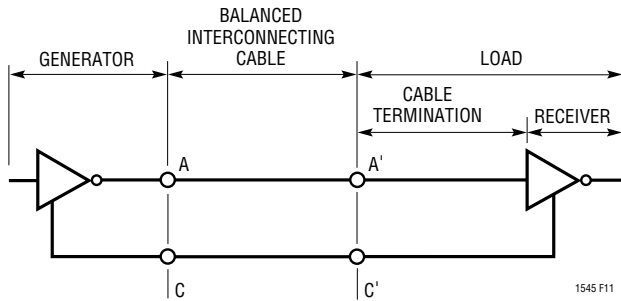 BALANCED
INTERCONNECTING
CABLE
GENERATOR
LOAD
CABLE
TERMINATION
RECEIVER
A
A'
C
C'
1545 F11